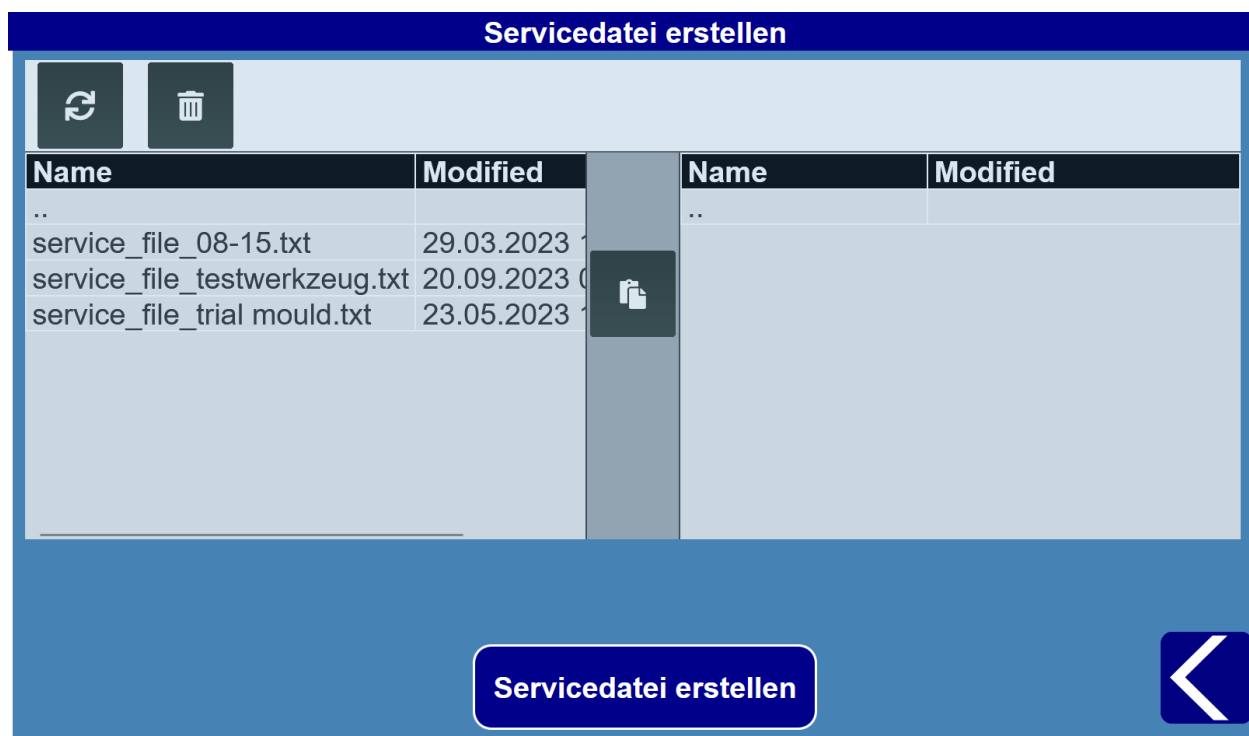 Servicedatei erstellen
Name Modified Name Modified
.. ..
service_file_08-15.txt 29.03.2023
service_file_testwerkzeug.txt 20.09.2023
service_file_trial mould.txt 23.05.2023
Servicedatei erstellen